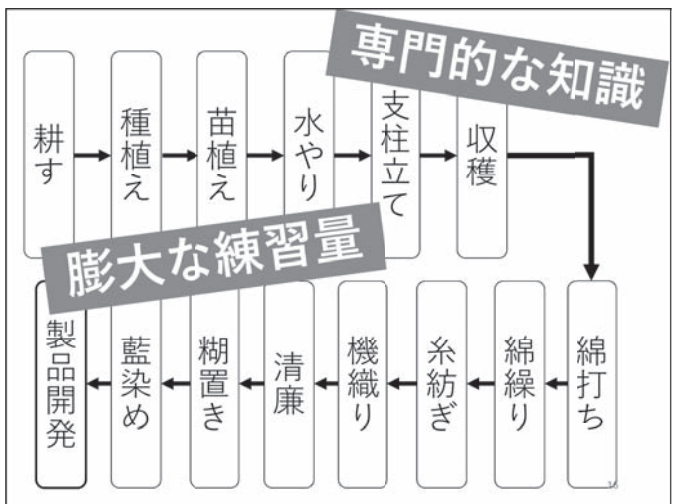 専門的な知識
耕す
種植え
苗植え
水やり
支柱立て
収穫
膨大な練習量
綿打ち
綿繰り
糸紡ぎ
機織り
清廉
糊置き
藍染め
製品開発